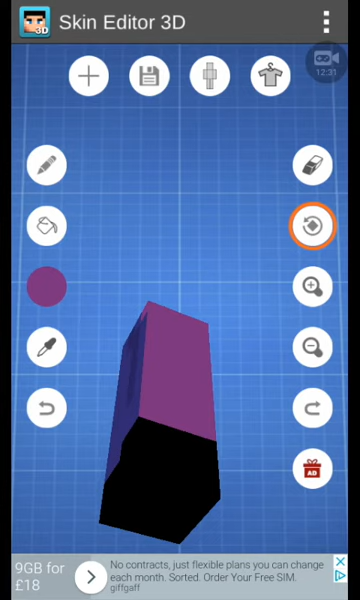 3D
Skin Editor 3D
12:31
AD
9GB for
£18
No contracts, just flexible plans you can
change each month. Sorted. Order Your Free SIM.
giffgaff